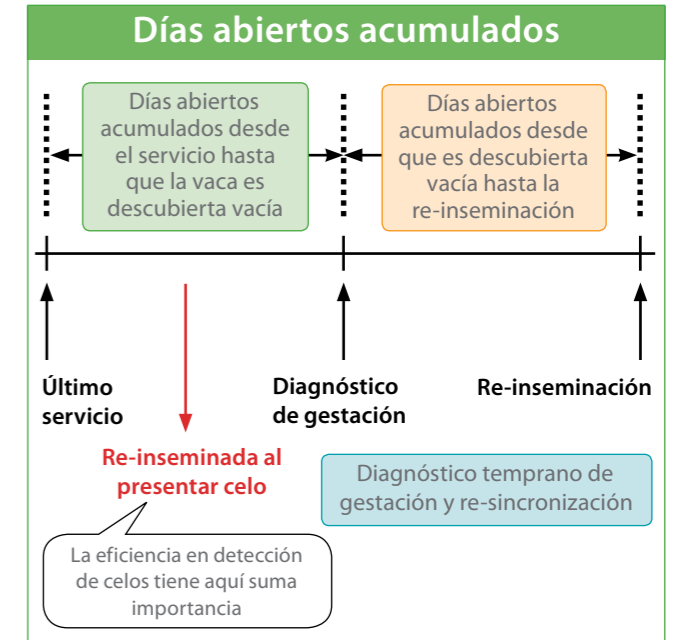 Días abiertos acumulados
Días abiertos
acumulados desde
el servicio hasta
que la vaca es
descubierta vacía
Días abiertos
acumulados desde
que es descubierta
vacía hasta la
re-inseminación
Último
servicio
Diagnóstico
de gestación
Re-inseminación
Re-inseminada al
presentar celo
Diagnóstico temprano de
gestación y re-sincronización
La eficiencia en detección
de celos tiene aquí suma
importancia